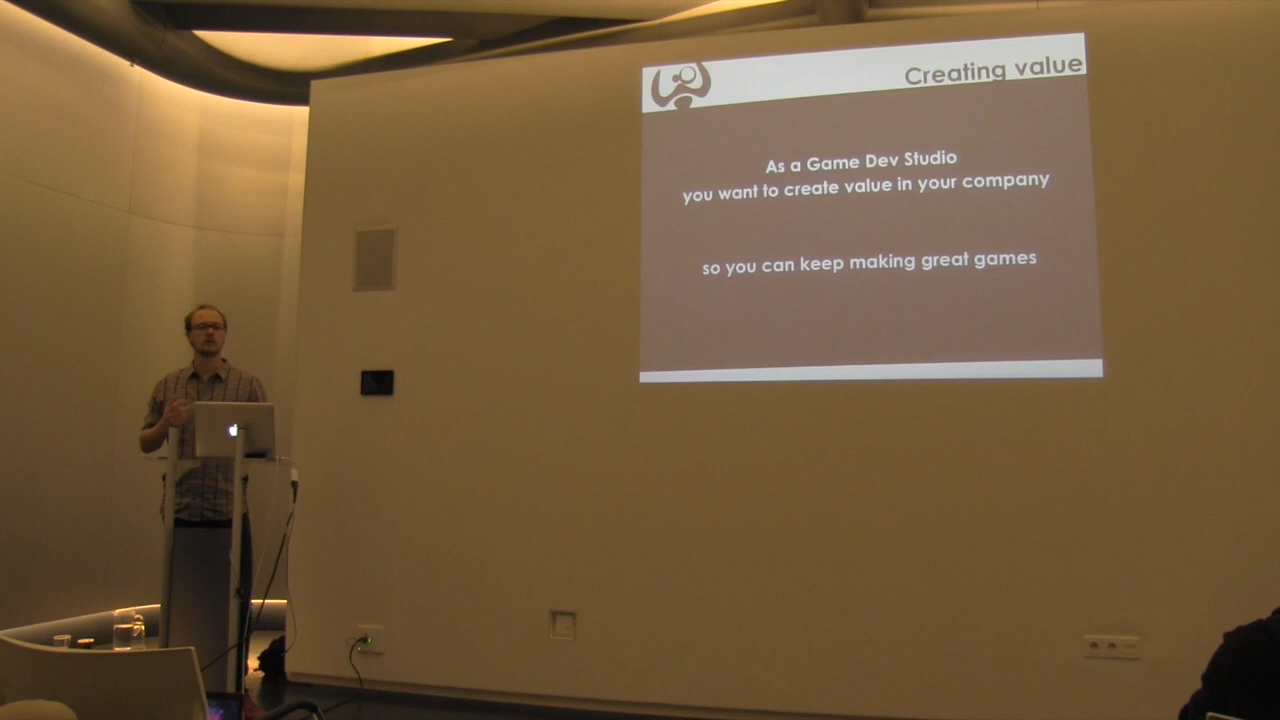 Creating value
As a Game Dev Studio
you want to create value in your company
so you can keep making great games